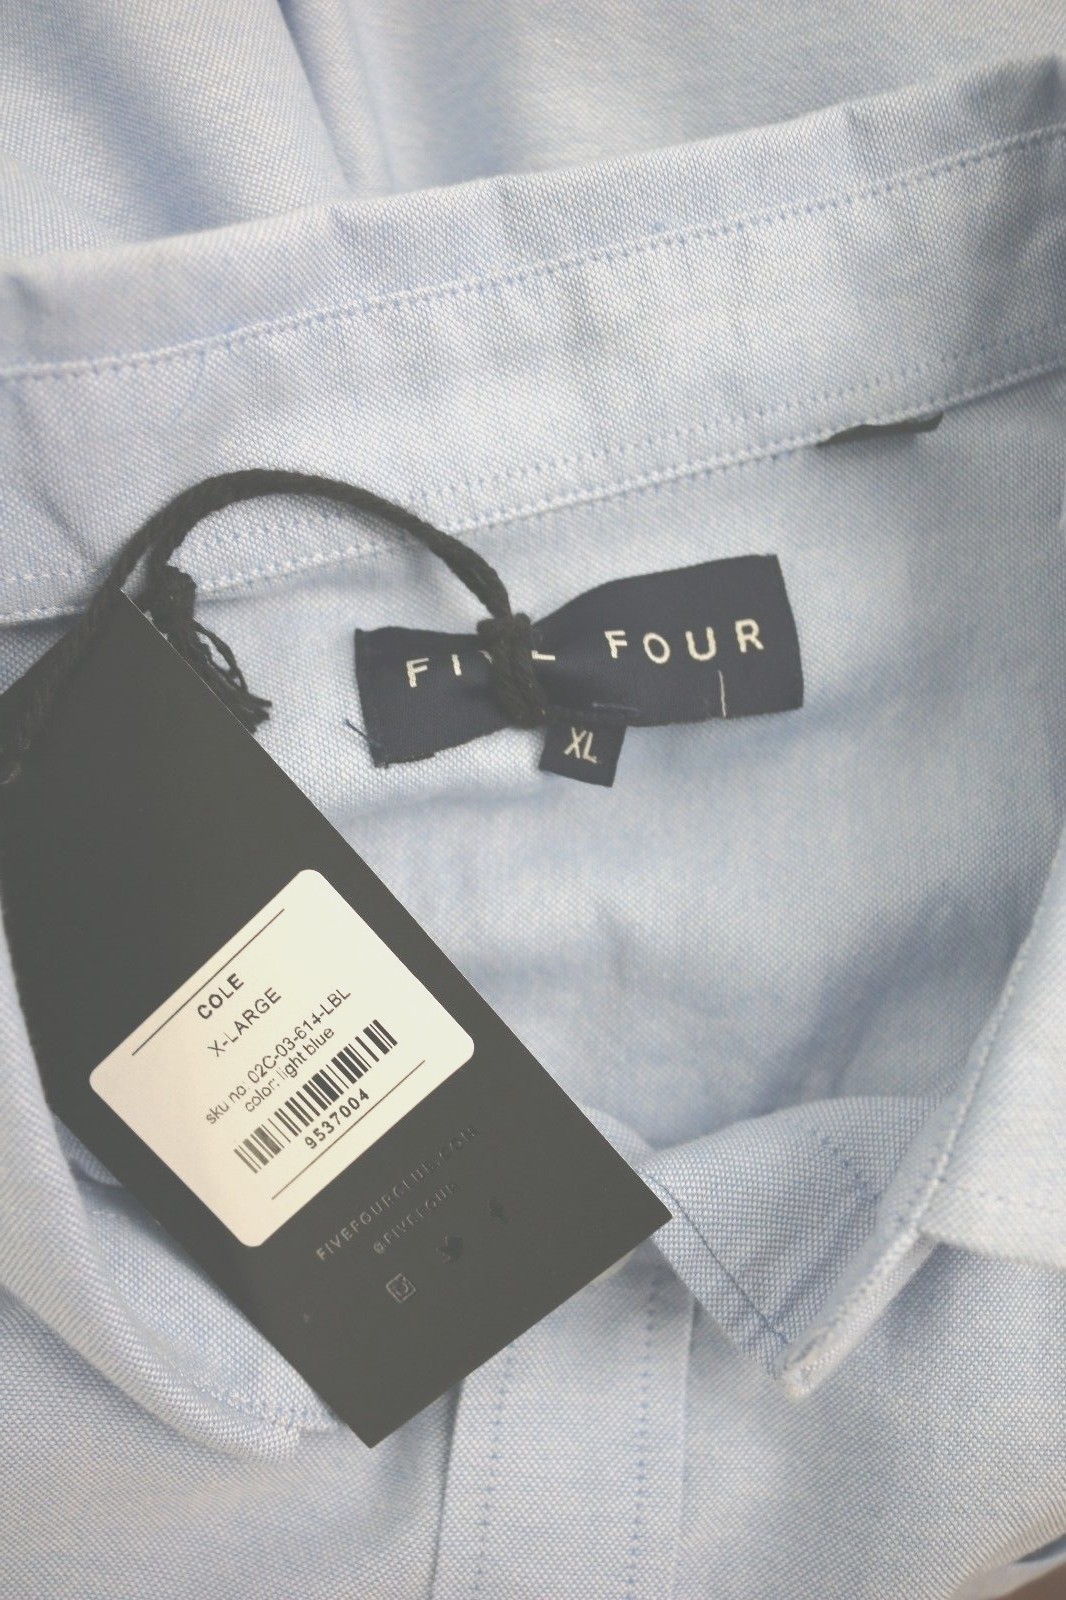 FIVE FOUR
XL
COLE
X-LARGE
sku no. 02C-03-614-LBL
color: light blue
9537004
FIVEFOURCLUB.COM
@FIVEFOUR